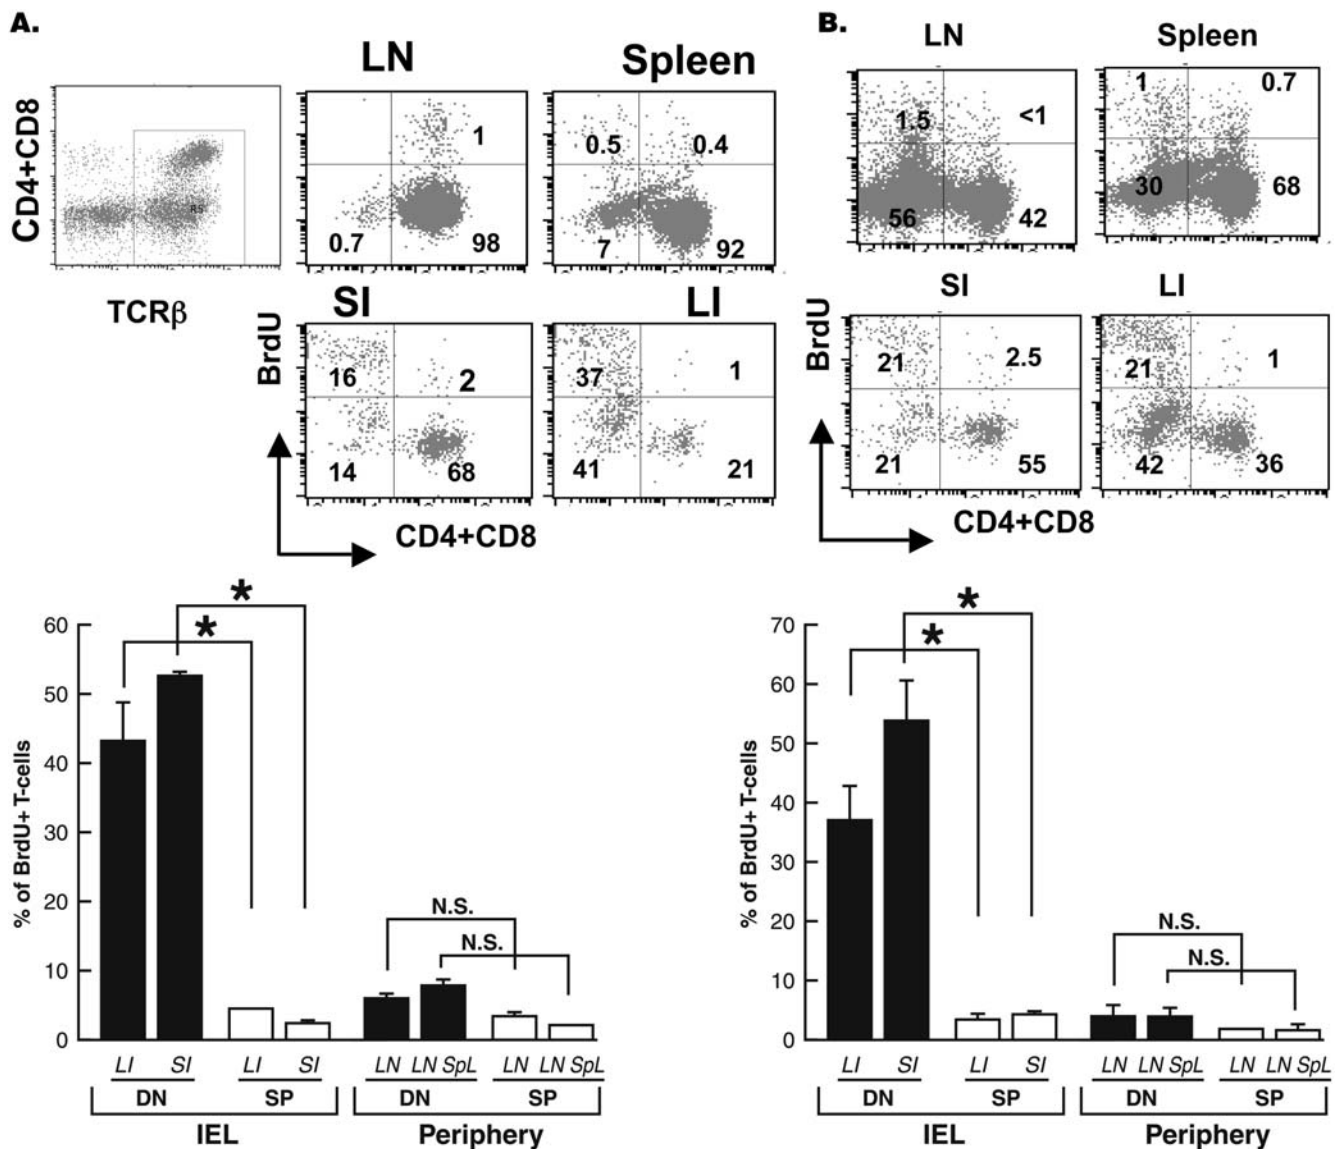 A.
B.
LN
Spleen
LN
Spleen
CD4+CD8
R5
1
0.5
0.4
0.7
98
7
92
1.5
<1
1
0.7
56
42
30
68
TCRβ
SI
LI
SI
LI
BrdU
16
2
37
1
14
68
41
21
BrdU
21
2.5
21
1
21
55
42
36
CD4+CD8
CD4+CD8
% of BrdU+ T-cells
60
50
40
30
20
10
0
*
*
N.S.
N.S.
LI SI LI SI LN LN SpL LN LN SpL
DN SP DN SP
IEL Periphery
% of BrdU+ T-cells
70
60
50
40
30
20
10
0
*
*
N.S.
N.S.
LI SI LI SI LN LN SpL LN LN SpL
DN SP DN SP
IEL Periphery